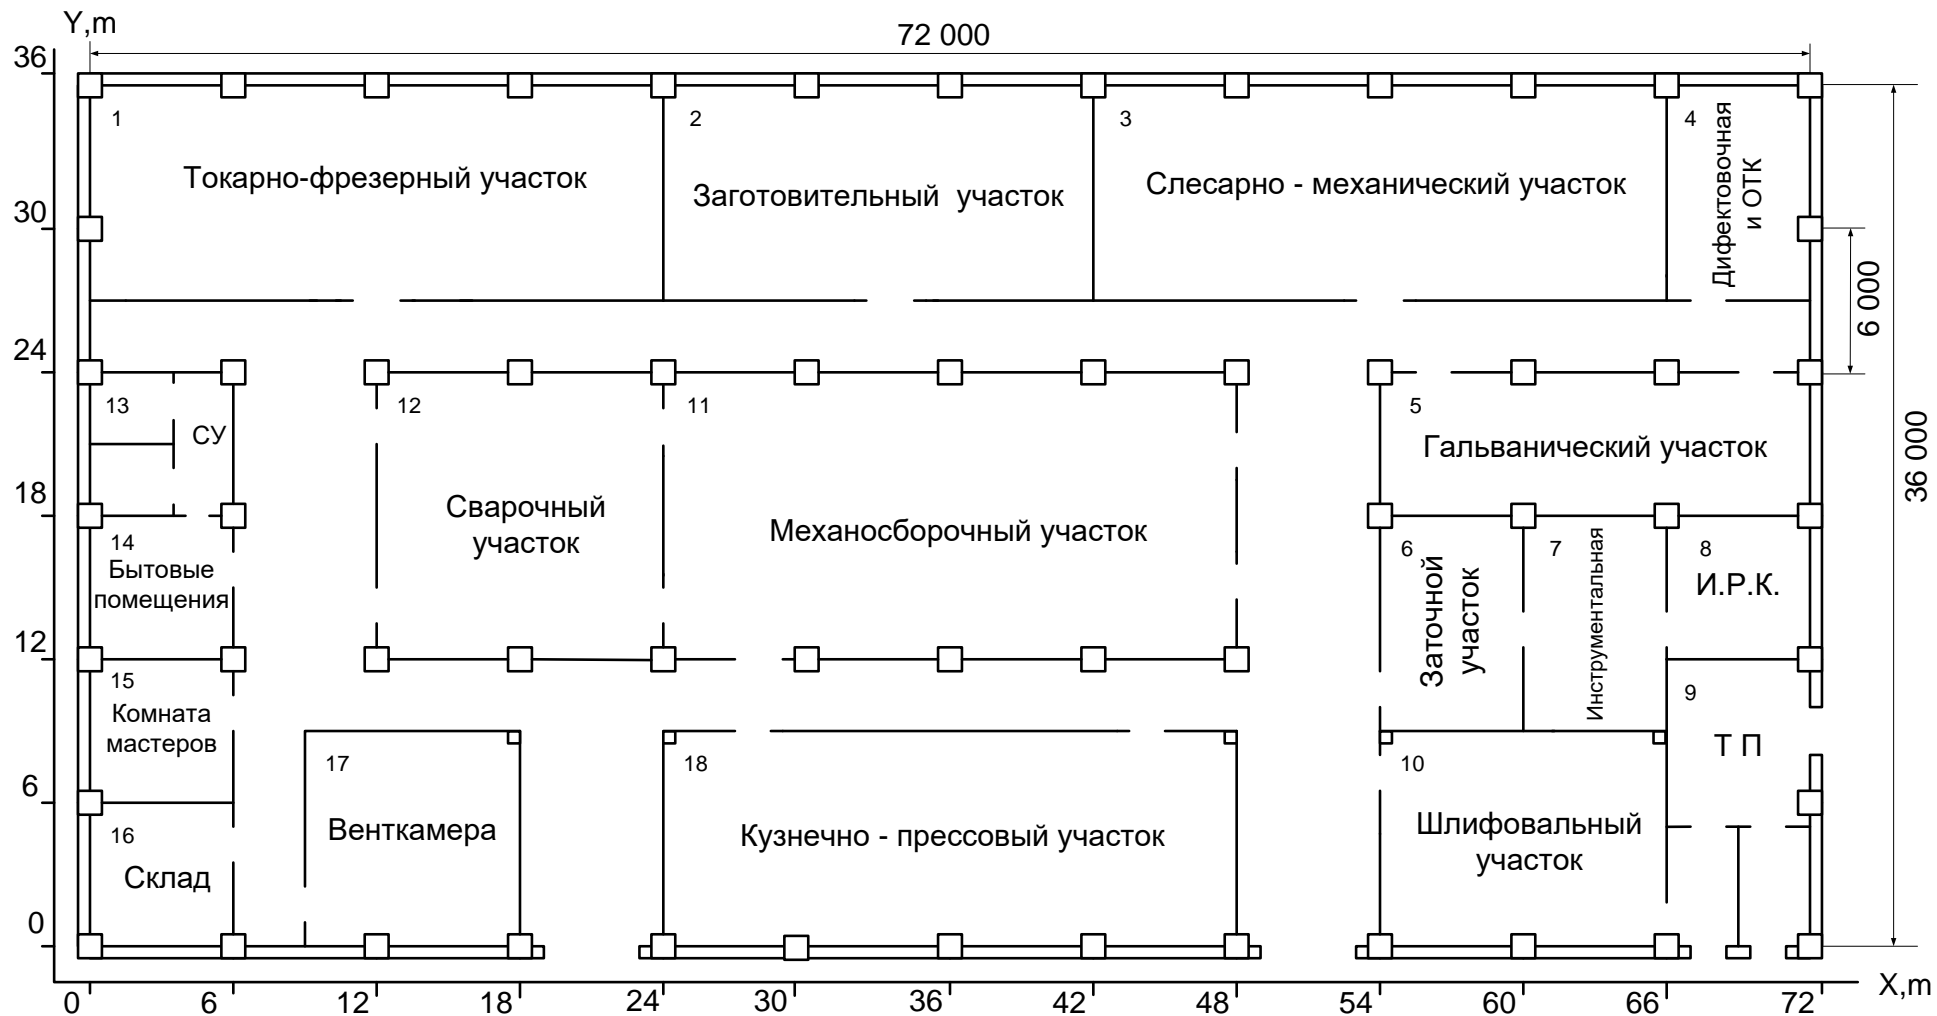 Y,m
72 000
36
1
2
3
4
Токарно-фрезерный участок
Заготовительный участок
Слесарно - механический участок
Дифектовочная
и ОТК
30
6 000
24
13
СУ
12
11
5
Гальванический участок
36 000
18
Сварочный
участок
Механосборочный участок
14
Бытовые
помещения
6
Заточной
участок
7
Инструментальная
8
И.Р.К.
12
15
Комната
мастеров
9
Т П
17
Венткамера
18
Кузнечно - прессовый участок
10
Шлифовальный
участок
6
16
Склад
0
0
6
12
18
24
30
36
42
48
54
60
66
72
X,m